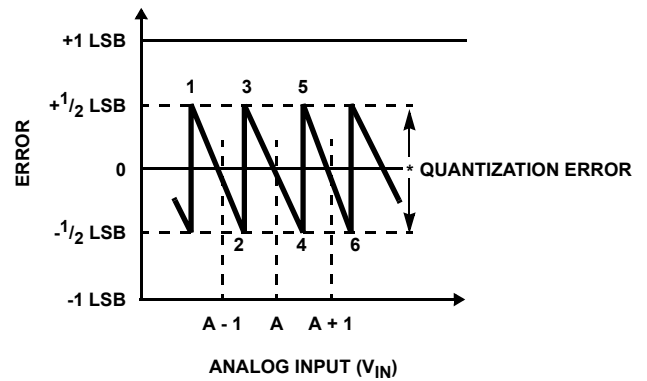 +1 LSB
1 3 5
+1/2 LSB
ERROR
0
* QUANTIZATION ERROR
-1/2 LSB
2 4 6
-1 LSB
A - 1 A A + 1
ANALOG INPUT (VIN)